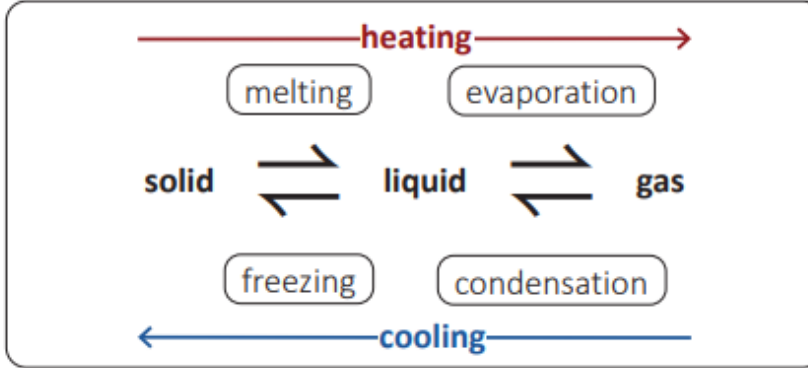 heating
melting evaporation
solid liquid gas
freezing condensation
cooling